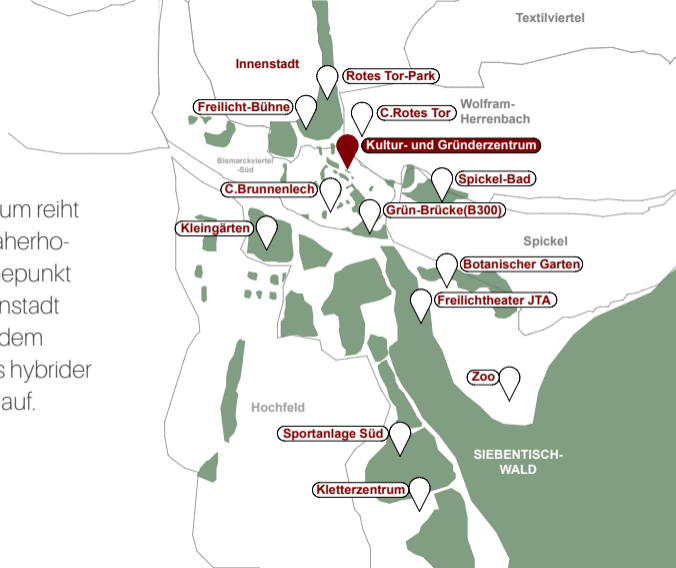 Textilviertel
Innenstadt
Rotes Tor-Park
Freilicht-Bühne
C.Rotes Tor
Wolfram-
Herrenbach
Kultur- und Gründerzentrum
Bismarckviertel
-Süd
Spickel-Bad
C.Brunnenlech
Grün-Brücke(B300)
Kleingärten
Spickel
Botanischer Garten
Freilichttheater JTA
Zoo
Hochfeld
Sportanlage Süd
SIEBENTISCH-
WALD
Kletterzentrum
um reiht
aherho-
epunkt
nstadt
dem
s hybrider
auf.